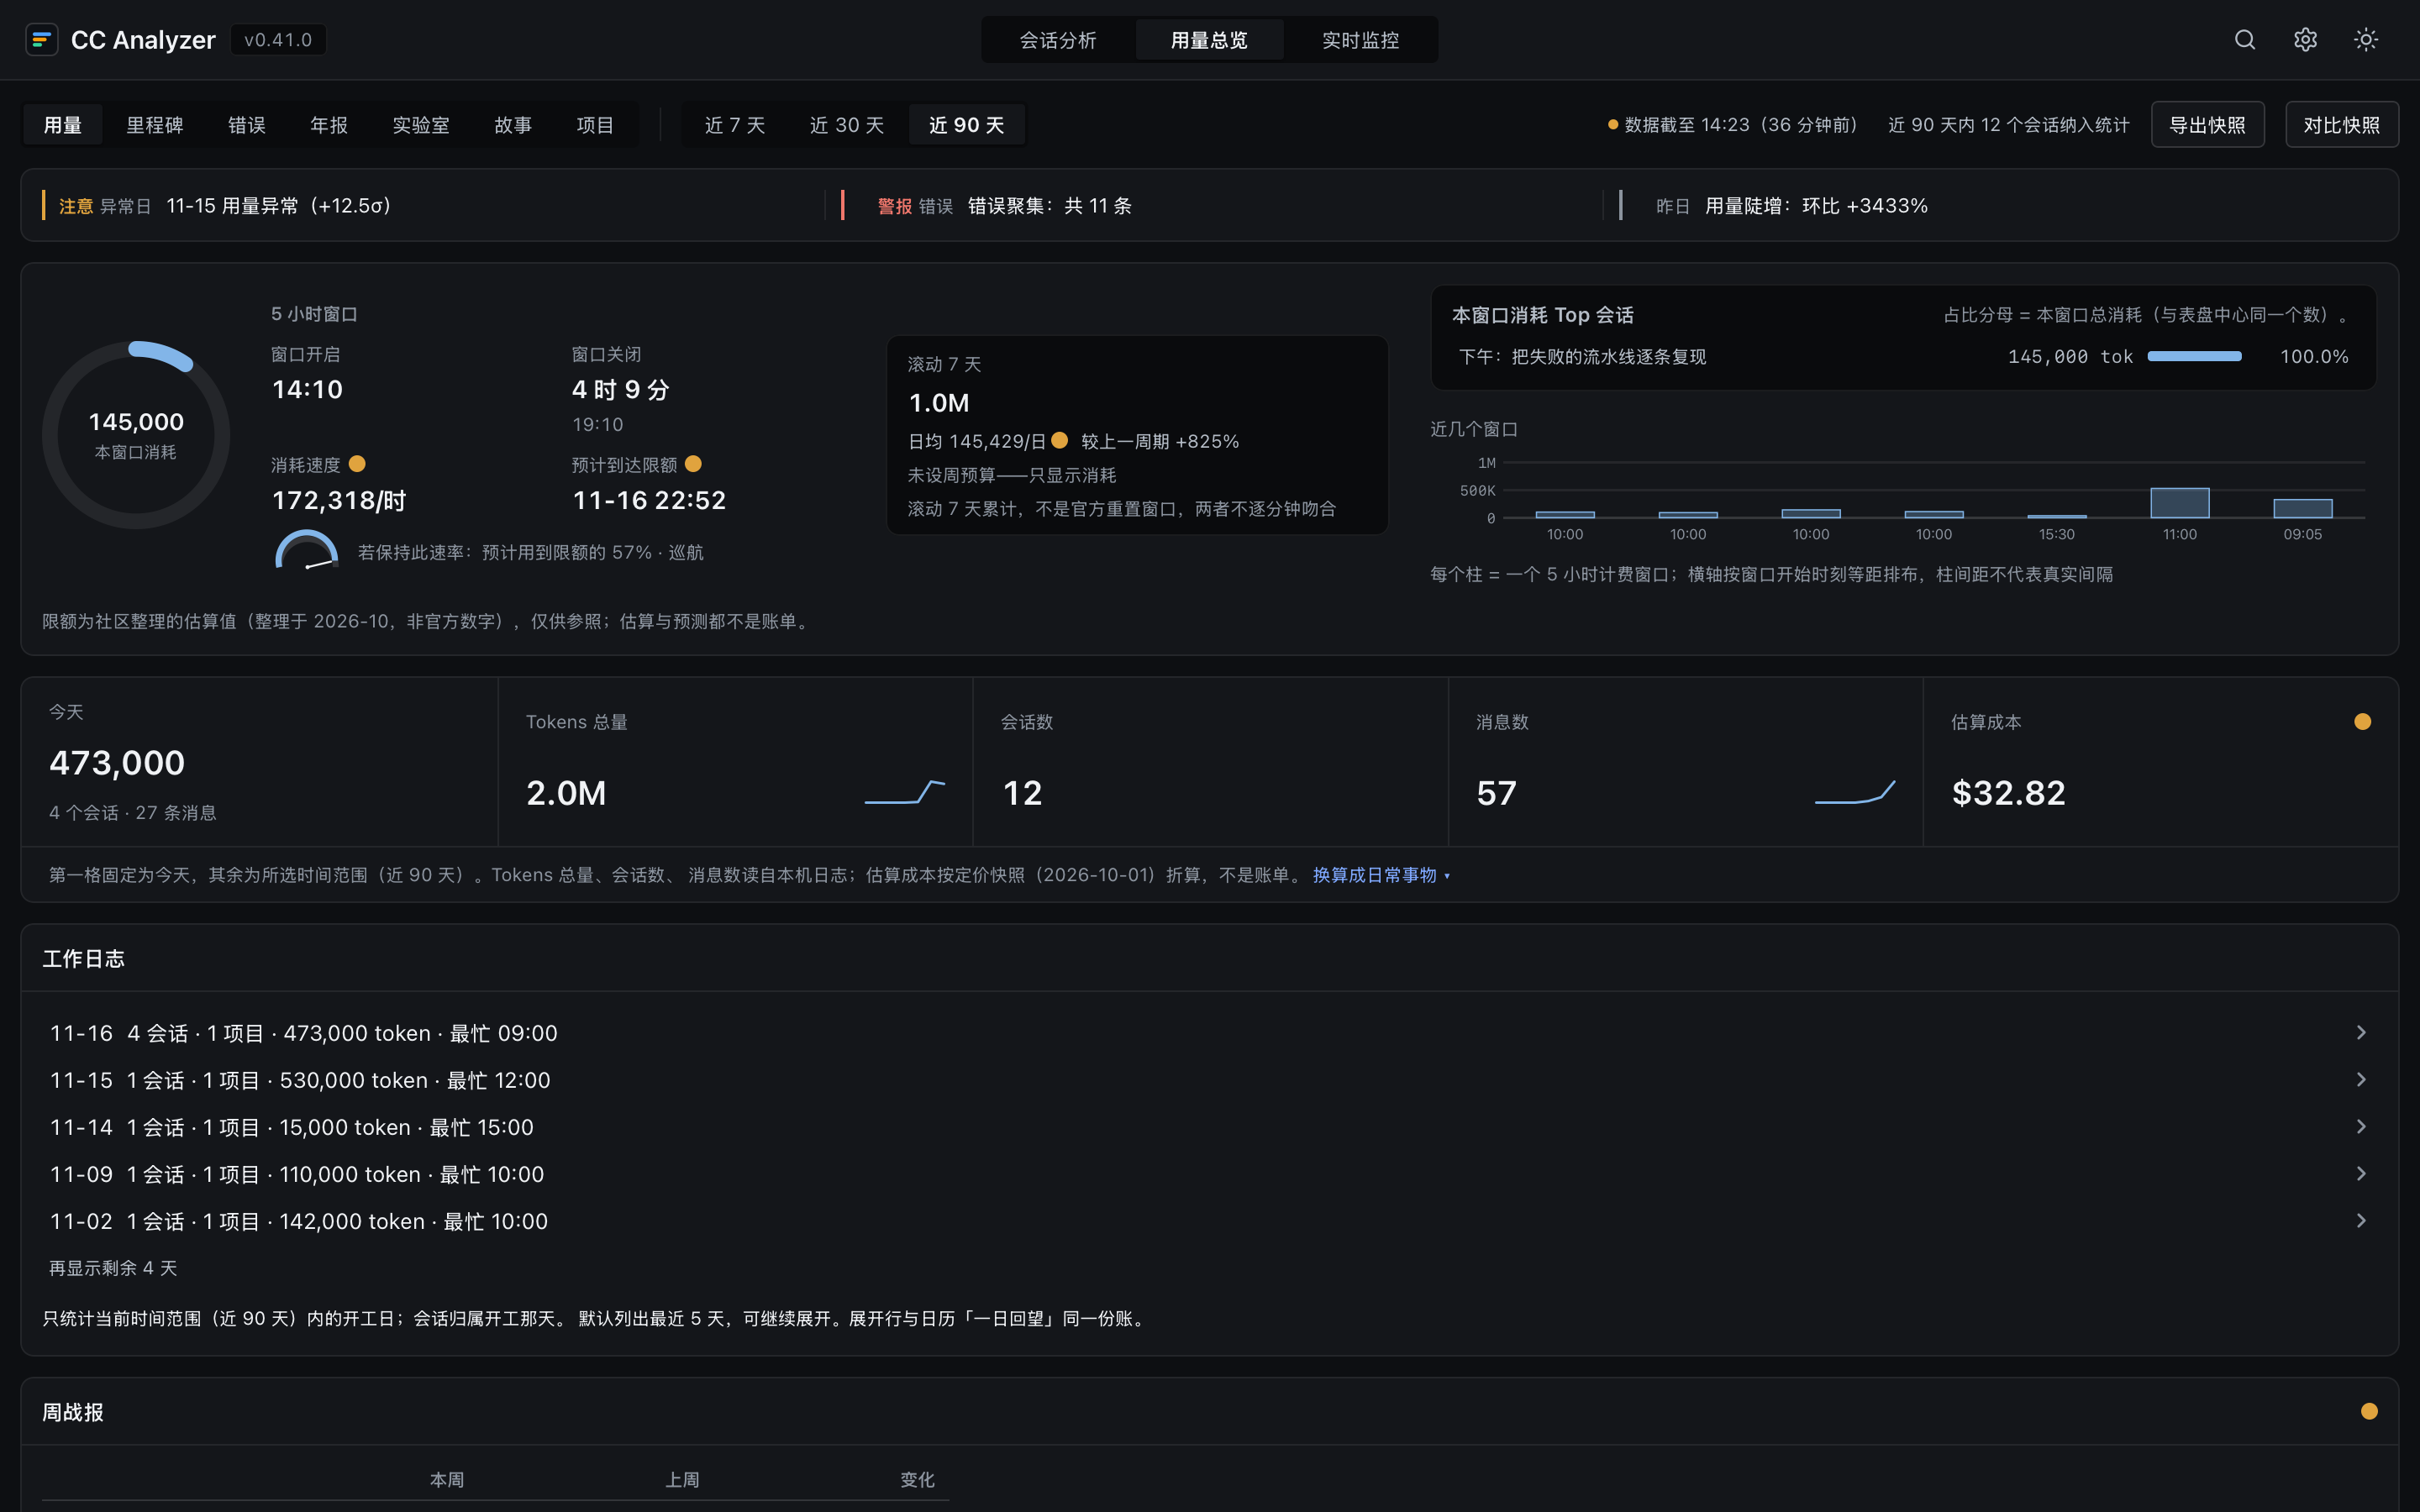 CC Analyzer v0.41.0
会话分析 用量总览 实时监控
用量 里程碑 错误 年报 实验室 故事 项目
近 7 天 近 30 天 近 90 天
数据截至 14:23（36 分钟前） 近 90 天内 12 个会话纳入统计 导出快照 对比快照
注意 异常日 11-15 用量异常（+12.5σ）
警报 错误 错误聚集：共 11 条
昨日 用量陡增：环比 +3433%
145,000
本窗口消耗
5 小时窗口
窗口开启
14:10
窗口关闭
4 时 9 分
19:10
消耗速度
172,318/时
预计到达限额
11-16 22:52
若保持此速率：预计用到限额的 57% · 巡航
滚动 7 天
1.0M
日均 145,429/日 较上一周期 +825%
未设周预算——只显示消耗
滚动 7 天累计，不是官方重置窗口，两者不逐分钟吻合
本窗口消耗 Top 会话 占比分母 = 本窗口总消耗（与表盘中心同一个数）。
下午：把失败的流水线逐条复现 145,000 tok 100.0%
近几个窗口
1M
500K
0
10:00 10:00 10:00 10:00 15:30 11:00 09:05
每个柱 = 一个 5 小时计费窗口；横轴按窗口开始时刻等距排布，柱间距不代表真实间隔
限额为社区整理的估算值（整理于 2026-10，非官方数字），仅供参照；估算与预测都不是账单。
今天
473,000
4 个会话 · 27 条消息
Tokens 总量
2.0M
会话数
12
消息数
57
估算成本
$32.82
第一格固定为今天，其余为所选时间范围（近 90 天）。Tokens 总量、会话数、 消息数读自本机日志；估算成本按定价快照（2026-10-01）折算，不是账单。 换算成日常事物 ▾
工作日志
11-16 4 会话 · 1 项目 · 473,000 token · 最忙 09:00
11-15 1 会话 · 1 项目 · 530,000 token · 最忙 12:00
11-14 1 会话 · 1 项目 · 15,000 token · 最忙 15:00
11-09 1 会话 · 1 项目 · 110,000 token · 最忙 10:00
11-02 1 会话 · 1 项目 · 142,000 token · 最忙 10:00
再显示剩余 4 天
只统计当前时间范围（近 90 天）内的开工日；会话归属开工那天。 默认列出最近 5 天，可继续展开。展开行与日历「一日回望」同一份账。
周战报
本周 上周 变化